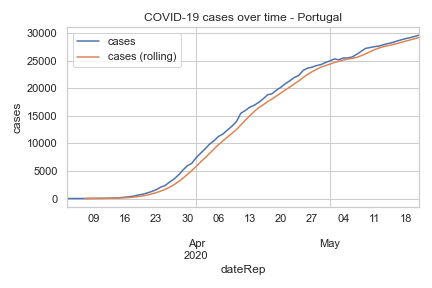 COVID-19 cases over time - Portugal
cases
cases (rolling)
30000
25000
20000
15000
10000
5000
0
cases
09 16 23 30 06 13 20 27 04 11 18
Apr May
2020
dateRep